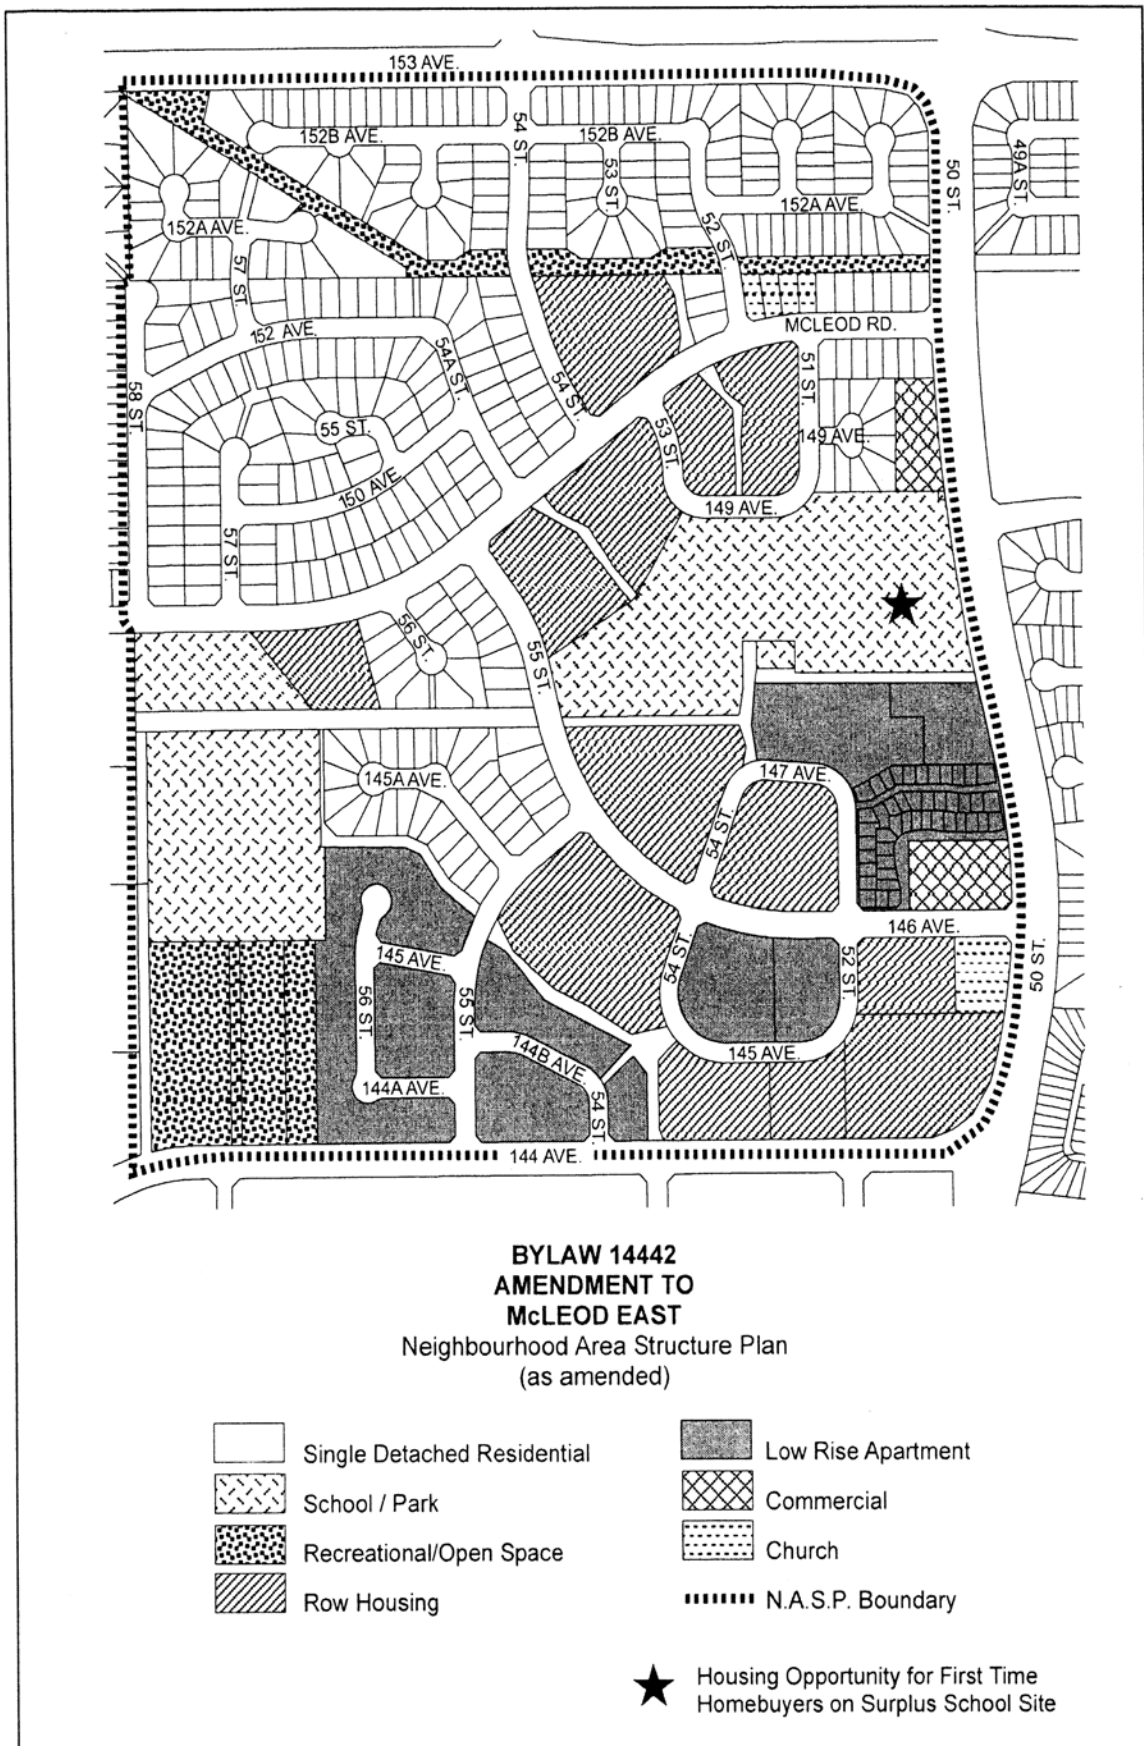 153 AVE.
54 ST.
152B AVE.
152B AVE.
53 ST.
49A ST.
50 ST.
152A AVE.
152A AVE.
52 ST.
57 ST.
152 AVE.
MCLEOD RD.
54A ST.
54 ST.
51 ST.
58 ST.
55 ST.
53 ST.
149 AVE.
150 AVE
149 AVE.
57 ST.
56 ST.
55 ST.
145A AVE.
147 AVE.
54 ST.
146 AVE.
54 ST.
52 ST.
50 ST.
145 AVE.
56 ST.
55 ST.
144B AVE.
145 AVE.
144A AVE.
54 ST.
144 AVE.
BYLAW 14442
AMENDMENT TO
McLEOD EAST
Neighbourhood Area Structure Plan
(as amended)
Single Detached Residential
School / Park
Recreational/Open Space
Row Housing
Low Rise Apartment
Commercial
Church
N.A.S.P. Boundary
Housing Opportunity for First Time
Homebuyers on Surplus School Site